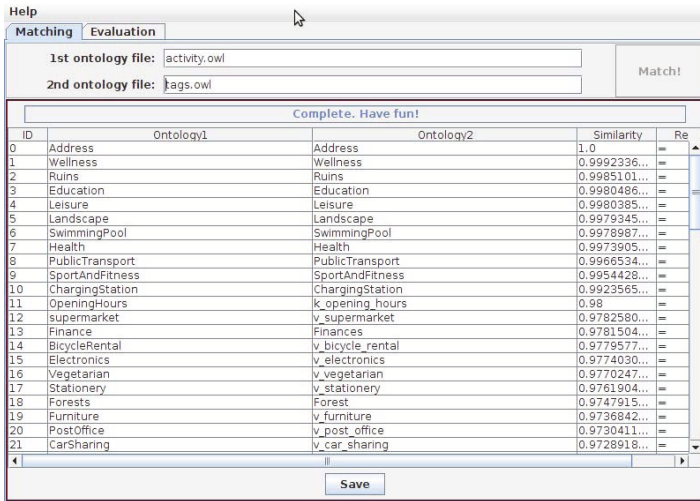 Help
Matching Evaluation
1st ontology file: activity.owl
Match!
2nd ontology file: tags.owl
Complete. Have fun!
ID Ontology1 Ontology2 Similarity Re
0 Address Address 1.0 =
1 Wellness Wellness 0.9992336... =
2 Ruins Ruins 0.9985101... =
3 Education Education 0.9980486... =
4 Leisure Leisure 0.9980385... =
5 Landscape Landscape 0.9979345... =
6 SwimmingPool SwimmingPool 0.9978987... =
7 Health Health 0.9973905... =
8 PublicTransport PublicTransport 0.9966534... =
9 SportAndFitness SportAndFitness 0.9954428... =
10 ChargingStation ChargingStation 0.9923565... =
11 OpeningHours k_opening_hours 0.98 =
12 supermarket v_supermarket 0.9782580... =
13 Finance Finances 0.9781504... =
14 BicycleRental v_bicycle_rental 0.9779577... =
15 Electronics v_electronics 0.9774030... =
16 Vegetarian v_vegetarian 0.9770247... =
17 Stationery v_stationery 0.9761904... =
18 Forests Forest 0.9747915... =
19 Furniture v_furniture 0.9736842... =
20 PostOffice v_post_office 0.9730411... =
21 CarSharing v_car_sharing 0.9728918... =
Save